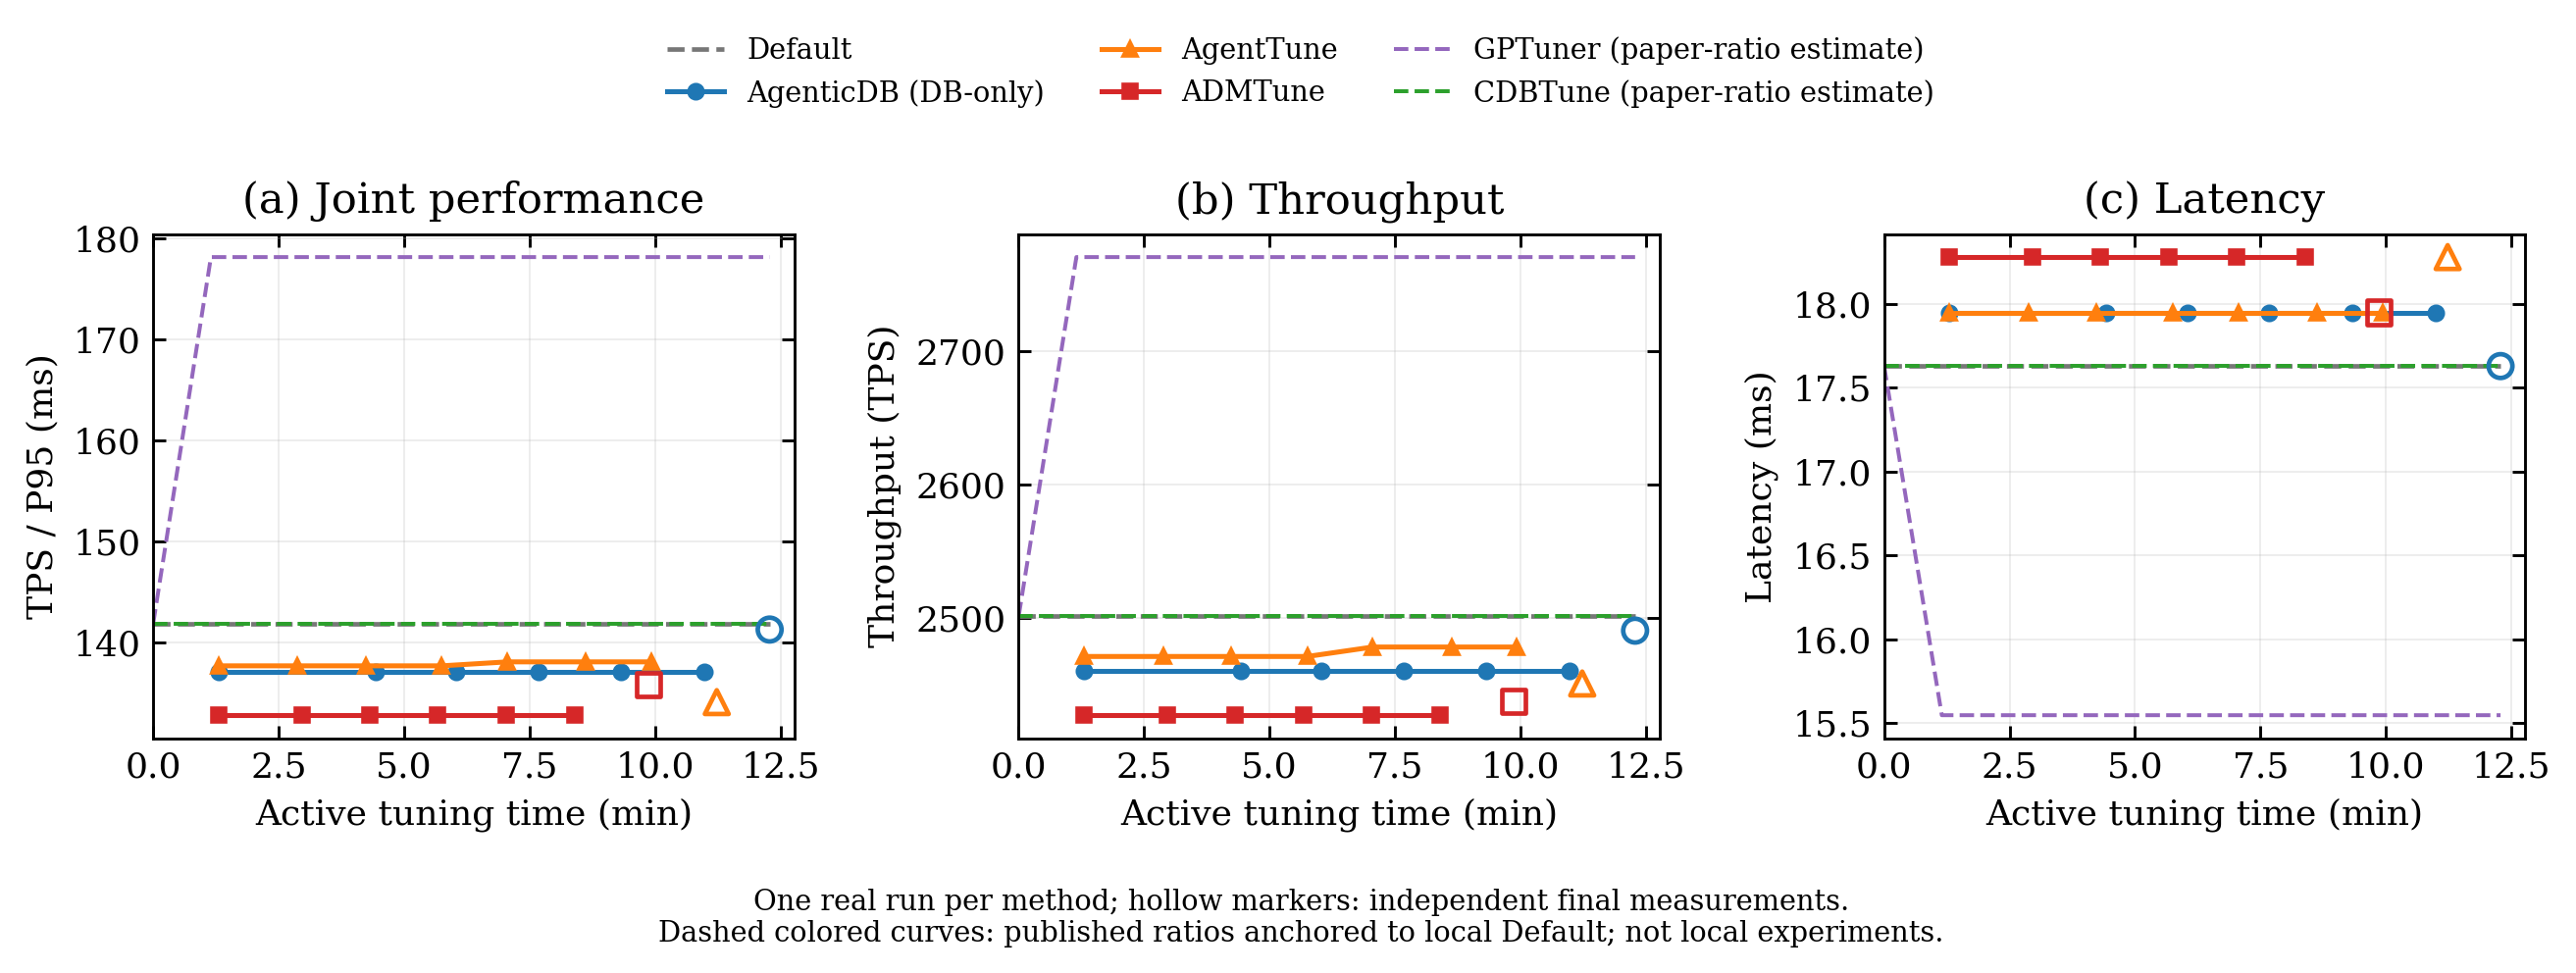 Default
AgenticDB (DB-only)
AgentTune
ADMTune
GPTuner (paper-ratio estimate)
CDBTune (paper-ratio estimate)
(a) Joint performance
TPS / P95 (ms)
180
170
160
150
140
0.0 2.5 5.0 7.5 10.0 12.5
Active tuning time (min)
(b) Throughput
Throughput (TPS)
2700
2600
2500
0.0 2.5 5.0 7.5 10.0 12.5
Active tuning time (min)
(c) Latency
Latency (ms)
18.0
17.5
17.0
16.5
16.0
15.5
0.0 2.5 5.0 7.5 10.0 12.5
Active tuning time (min)
One real run per method; hollow markers: independent final measurements.
Dashed colored curves: published ratios anchored to local Default; not local experiments.